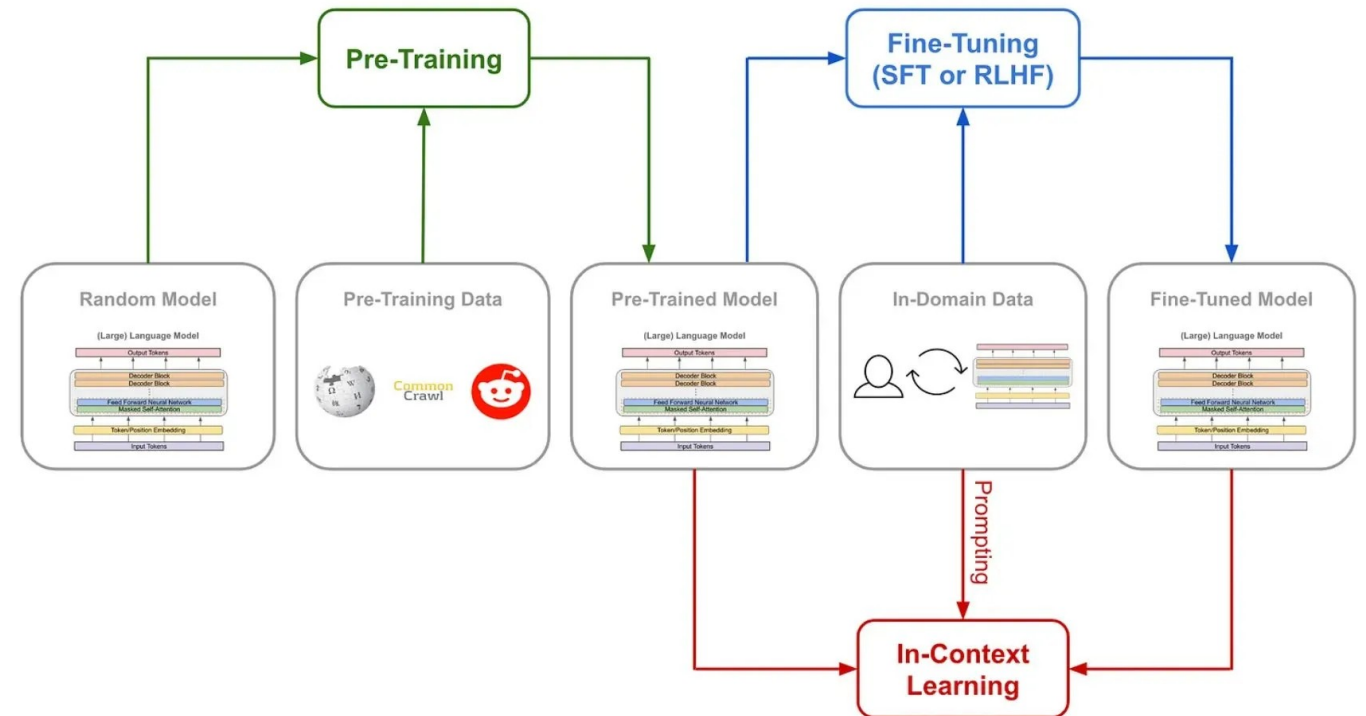 Pre-Training
Fine-Tuning
(SFT or RLHF)
Random Model
(Large) Language Model
Output Tokens
Decoder Block
Decoder Block
Feed Forward Neural Network
Masked Self-Attention
Token/Position Embedding
Input Tokens
Pre-Training Data
Common
Crawl
Pre-Trained Model
(Large) Language Model
Output Tokens
Decoder Block
Decoder Block
Feed Forward Neural Network
Masked Self-Attention
Token/Position Embedding
Input Tokens
In-Domain Data
Fine-Tuned Model
(Large) Language Model
Output Tokens
Decoder Block
Decoder Block
Feed Forward Neural Network
Masked Self-Attention
Token/Position Embedding
Input Tokens
Prompting
In-Context
Learning